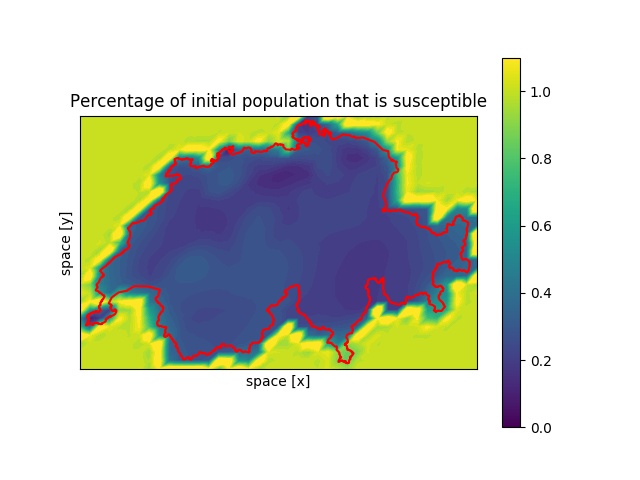 Percentage of initial population that is susceptible
space [y]
space [x]
1.0
0.8
0.6
0.4
0.2
0.0